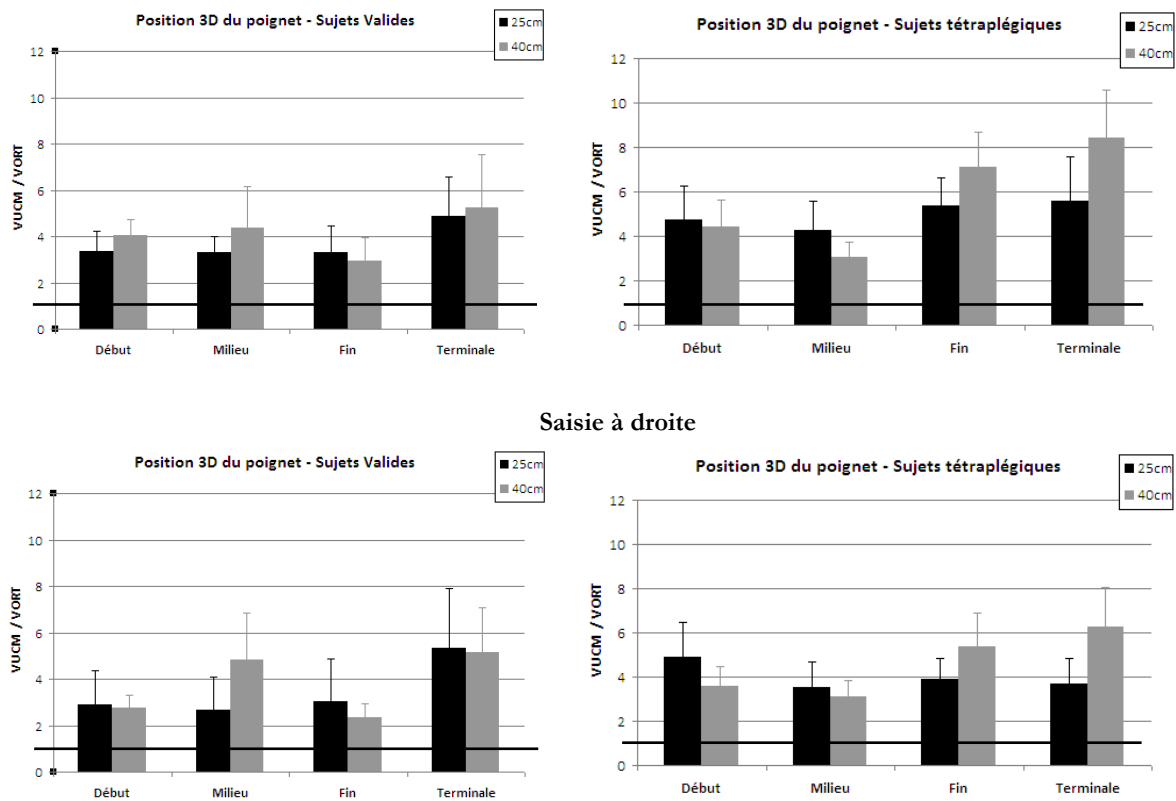 Position 3D du poignet - Sujets Valides
25cm
40cm
12
10
8
6
4
2
0
VUCM / VORT
Début Milieu Fin Terminale
Position 3D du poignet - Sujets tétraplégiques
25cm
40cm
12
10
8
6
4
2
0
VUCM / VORT
Début Milieu Fin Terminale
Saisie à droite
Position 3D du poignet - Sujets Valides
25cm
40cm
12
10
8
6
4
2
0
VUCM / VORT
Début Milieu Fin Terminale
Position 3D du poignet - Sujets tétraplégiques
25cm
40cm
12
10
8
6
4
2
0
VUCM / VORT
Début Milieu Fin Terminale